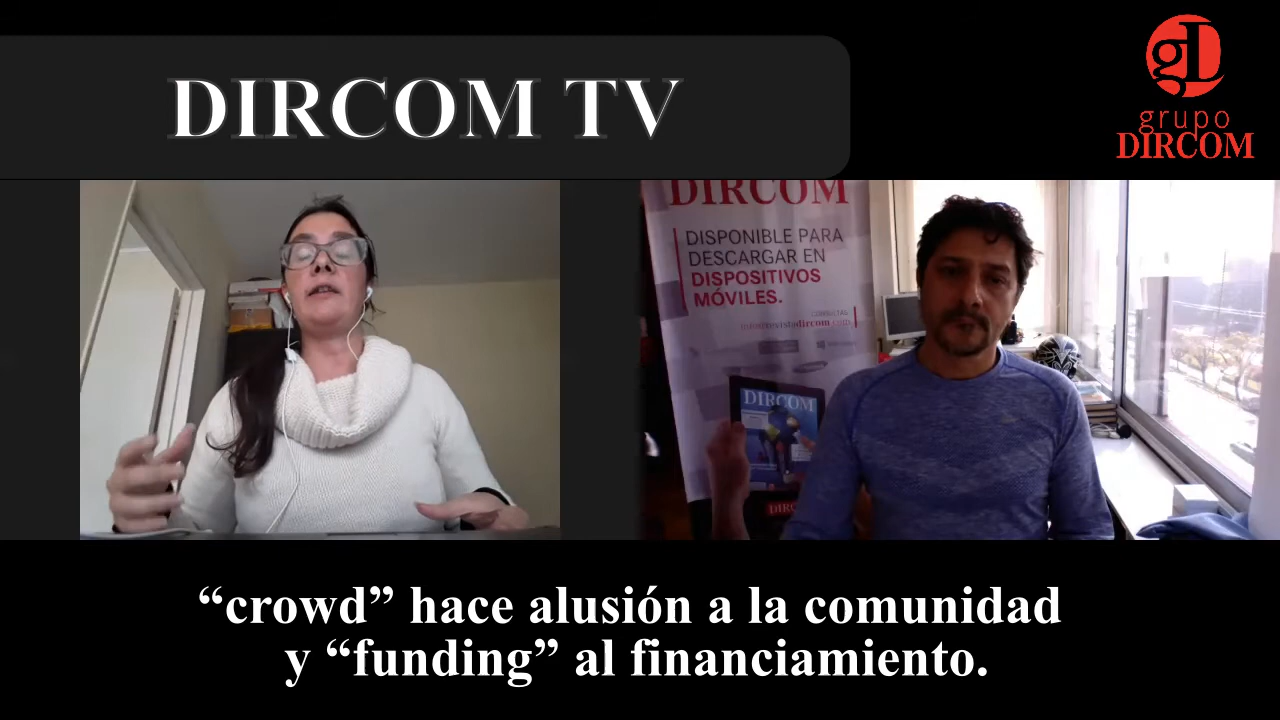 DIRCOM TV
grupo
DIRCOM
DIRCOM
DISPONIBLE PARA
DESCARGAR EN
DISPOSITIVOS
MÓVILES.
DIRCOM
“crowd” hace alusión a la comunidad
y “funding” al financiamiento.